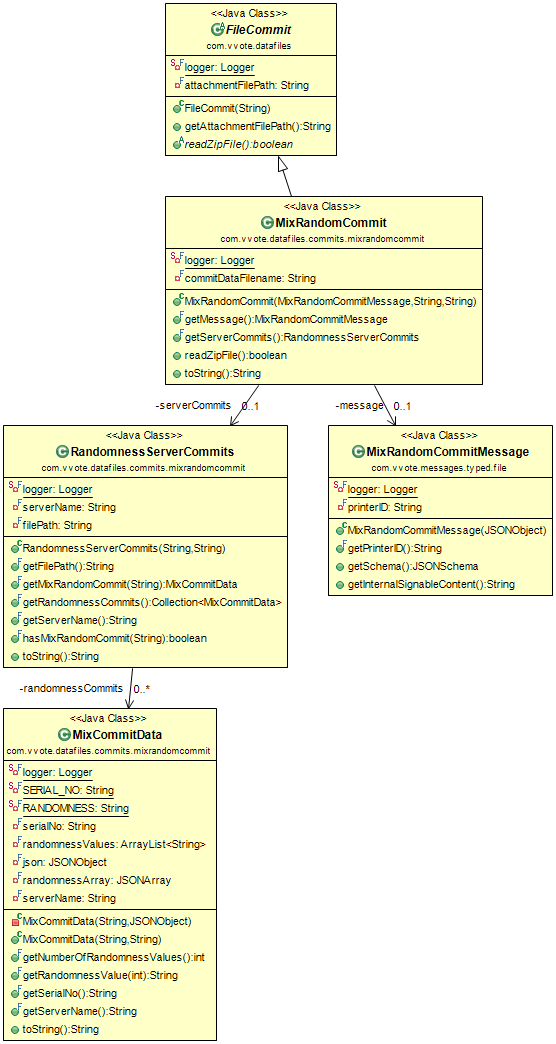 <<Java Class>>
FileCommit
com.vvote.datafiles
logger: Logger
attachmentFilePath: String
FileCommit(String)
getAttachmentFilePath():String
readZipFile():boolean
<<Java Class>>
MixRandomCommit
com.vvote.datafiles.commits.mixrandomcommit
logger: Logger
commitDataFilename: String
MixRandomCommit(MixRandomCommitMessage,String,String)
getMessage():MixRandomCommitMessage
getServerCommits():RandomnessServerCommits
readZipFile():boolean
toString():String
-serverCommits 0..1
-message 0..1
<<Java Class>>
RandomnessServerCommits
com.vvote.datafiles.commits.mixrandomcommit
logger: Logger
serverName: String
filePath: String
RandomnessServerCommits(String,String)
getFilePath():String
getMixRandomCommit(String):MixCommitData
getRandomnessCommits():Collection<MixCommitData>
getServerName():String
hasMixRandomCommit(String):boolean
toString():String
<<Java Class>>
MixRandomCommitMessage
com.vvote.messages.typed.file
logger: Logger
printerID: String
MixRandomCommitMessage(JSONObject)
getPrinterID():String
getSchema():JSONSchema
getInternalSignableContent():String
-randomnessCommits 0..*
<<Java Class>>
MixCommitData
com.vvote.datafiles.commits.mixrandomcommit
logger: Logger
SERIAL_NO: String
RANDOMNESS: String
serialNo: String
randomValues: ArrayList<String>
json: JSONObject
randomnessArray: JSONArray
serverName: String
MixCommitData(String,JSONObject)
MixCommitData(String,String)
getNumberOfRandomnessValues():int
getRandomnessValue(int):String
getSerialNo():String
getServerName():String
toString():String